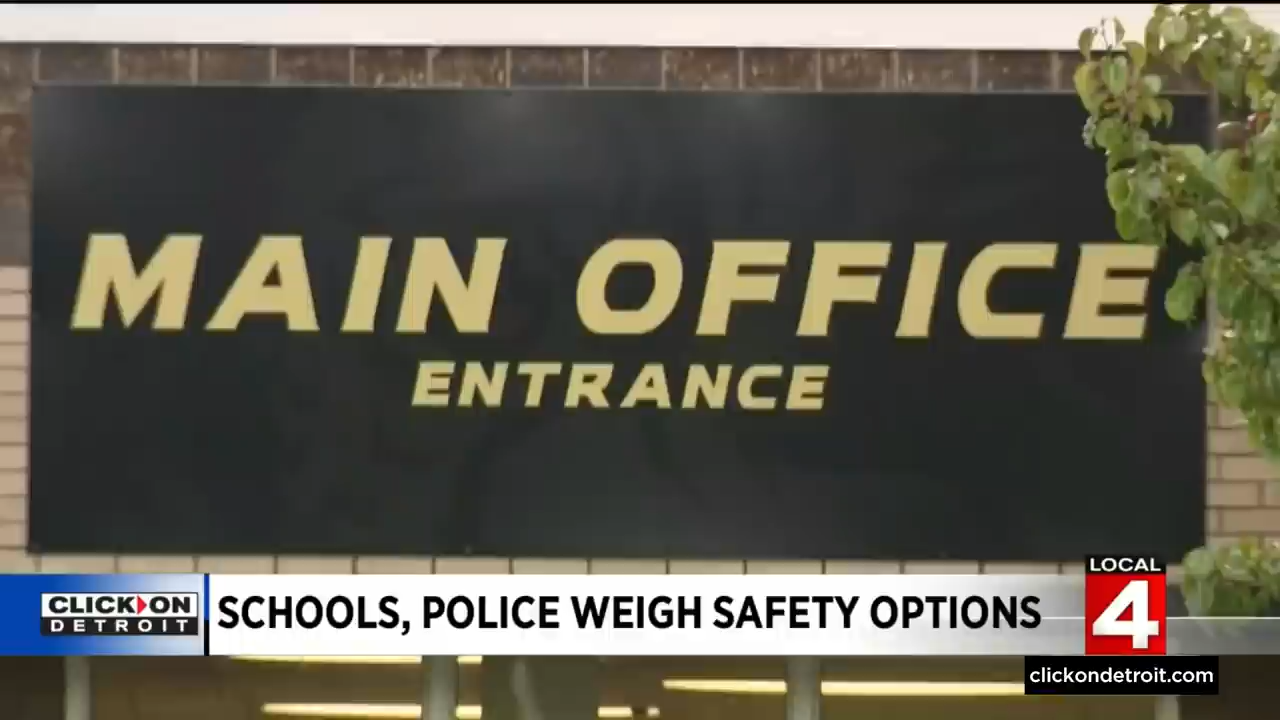 MAIN OFFICE
ENTRANCE
CLICK ON
DETROIT
SCHOOLS, POLICE WEIGH SAFETY OPTIONS
LOCAL
4
clickondetroit.com